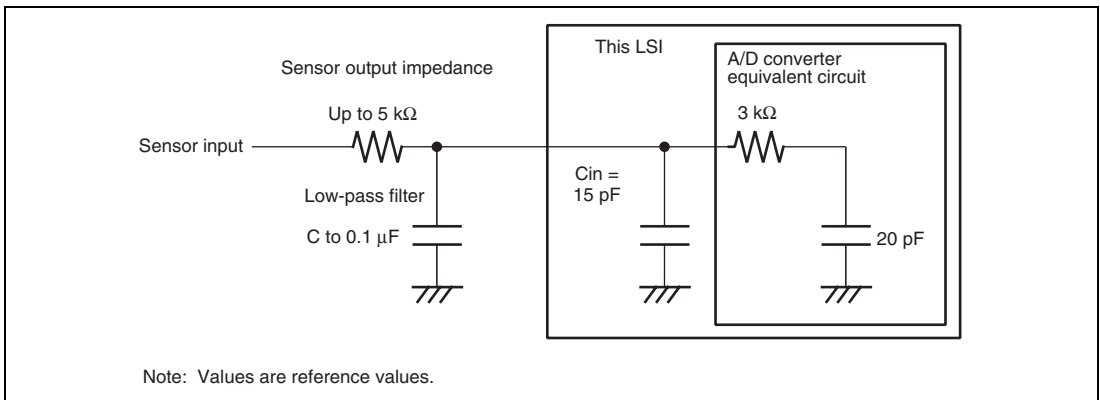 This LSI
A/D converter
equivalent circuit
Sensor output impedance
Up to 5 kΩ
3 kΩ
Sensor input
Cin =
15 pF
Low-pass filter
C to 0.1 μF
20 pF
Note: Values are reference values.